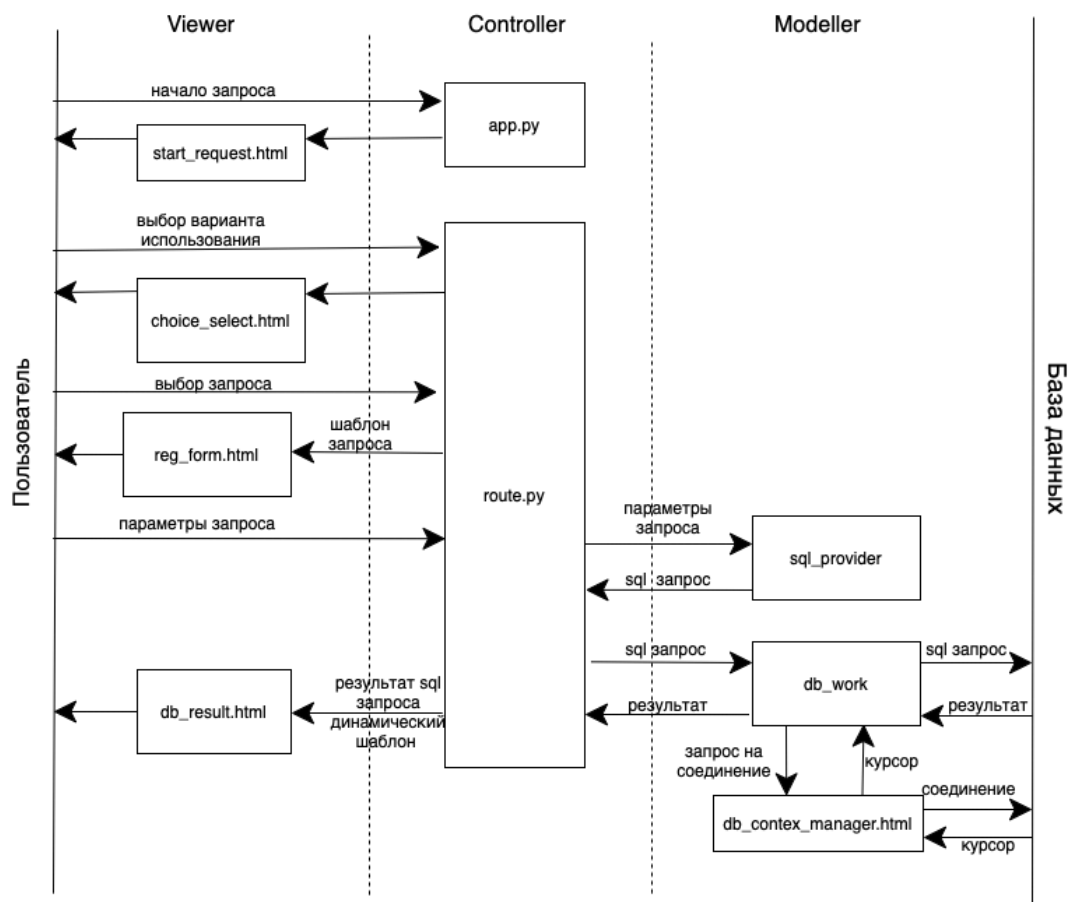 Viewer
Controller
Modeller
начало запроса
app.py
start_request.html
выбор варианта
использования
choice_select.html
Пользователь
База данных
выбор запроса
шаблон
запроса
reg_form.html
route.py
параметры запроса
параметры
запроса
sql_provider
sql запрос
sql запрос
sql запрос
db_work
результат sql
запроса
динамический
шаблон
db_result.html
результат
результат
запрос на
соединение
курсор
соединение
db_contex_manager.html
курсор